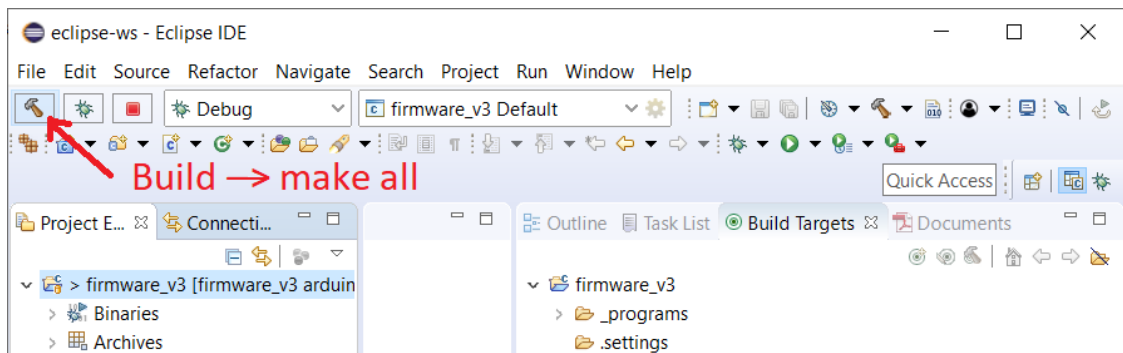 eclipse-ws - Eclipse IDE
File Edit Source Refactor Navigate Search Project Run Window Help
Debug firmware_v3 Default
Build → make all
Quick Access
Project E... Connecti... Outline Task List Build Targets Documents
> firmware_v3 [firmware_v3 arduin firmware_v3
Binaries _programs
Archives .settings